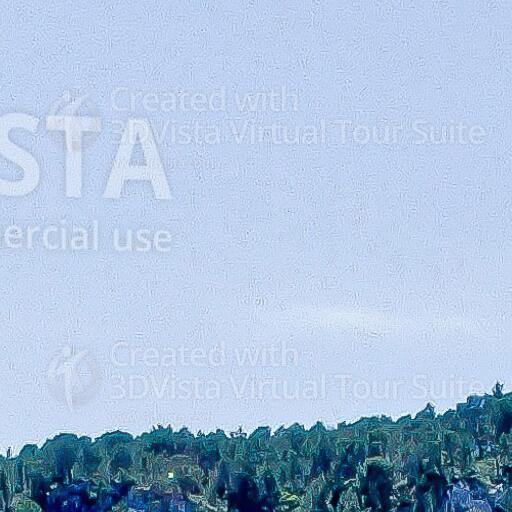 Created with
3DVista Virtual Tour Suite
STA
ercial use
Created with
3DVista Virtual Tour Suite